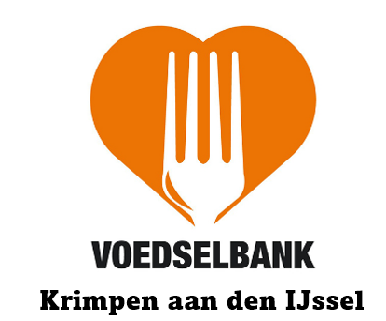 VOEDSELBANK
Krimpen aan den IJssel